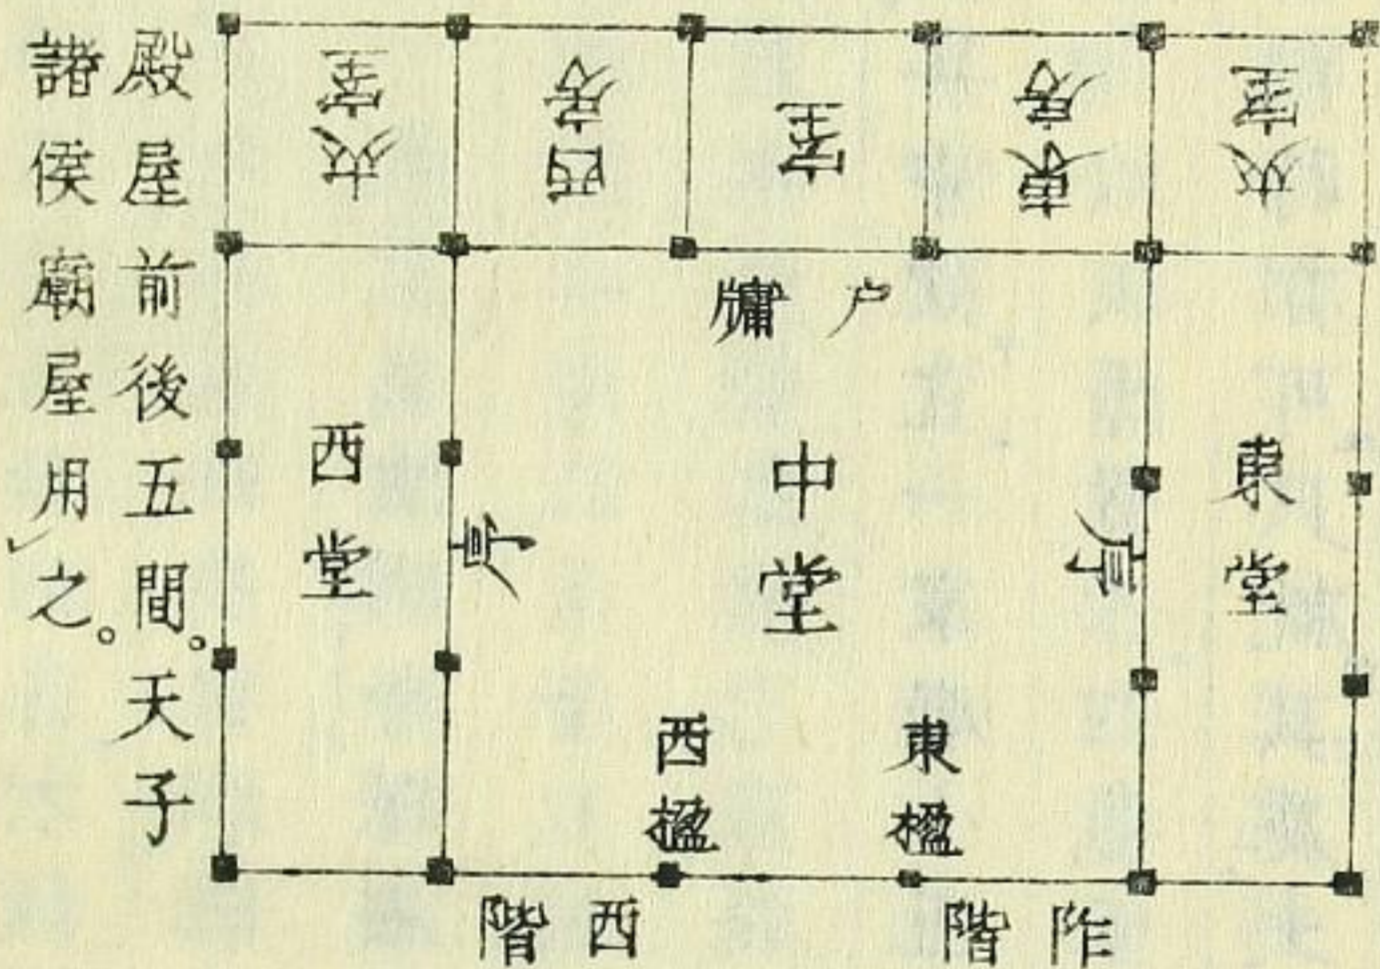 夾室
東房
室
西房
夾室
户牗
東堂
中堂
西堂
序
序
東楹
西楹
阼階
西階
殿屋前後五間。天子
諸侯廟屋用之。